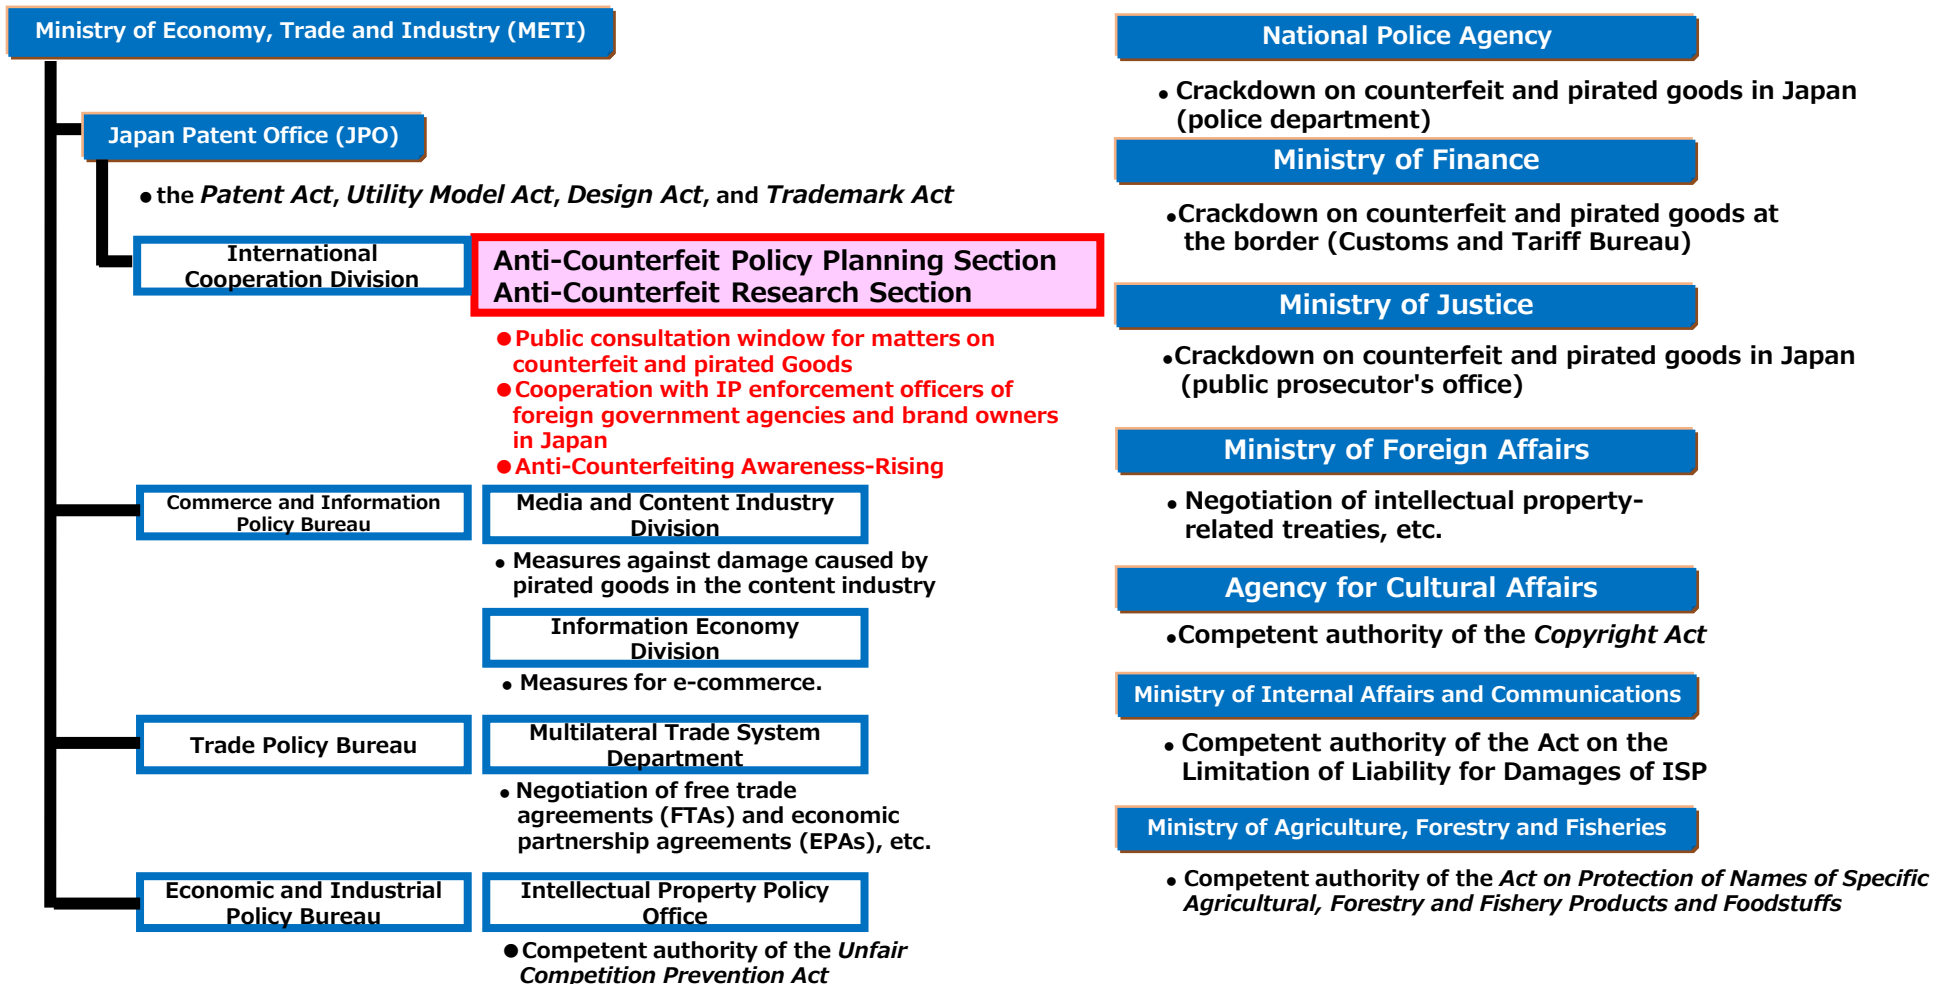 Ministry of Economy, Trade and Industry (METI)
Japan Patent Office (JPO)
●the Patent Act, Utility Model Act, Design Act, and Trademark Act
International
Cooperation Division
Anti-Counterfeit Policy Planning Section
Anti-Counterfeit Research Section
●Public consultation window for matters on
counterfeit and pirated Goods
●Cooperation with IP enforcement officers of
foreign government agencies and brand owners
in Japan
●Anti-Counterfeiting Awareness-Rising
Commerce and Information
Policy Bureau
Media and Content Industry
Division
• Measures against damage caused by
pirated goods in the content industry
Information Economy
Division
• Measures for e-commerce.
Trade Policy Bureau
Multilateral Trade System
Department
• Negotiation of free trade
agreements (FTAs) and economic
partnership agreements (EPAs), etc.
Economic and Industrial
Policy Bureau
Intellectual Property Policy
Office
●Competent authority of the Unfair
Competition Prevention Act
National Police Agency
• Crackdown on counterfeit and pirated goods in Japan
(police department)
Ministry of Finance
•Crackdown on counterfeit and pirated goods at
the border (Customs and Tariff Bureau)
Ministry of Justice
•Crackdown on counterfeit and pirated goods in Japan
(public prosecutor's office)
Ministry of Foreign Affairs
• Negotiation of intellectual property-
related treaties, etc.
Agency for Cultural Affairs
•Competent authority of the Copyright Act
Ministry of Internal Affairs and Communications
• Competent authority of the Act on the
Limitation of Liability for Damages of ISP
Ministry of Agriculture, Forestry and Fisheries
• Competent authority of the Act on Protection of Names of Specific
Agricultural, Forestry and Fishery Products and Foodstuffs